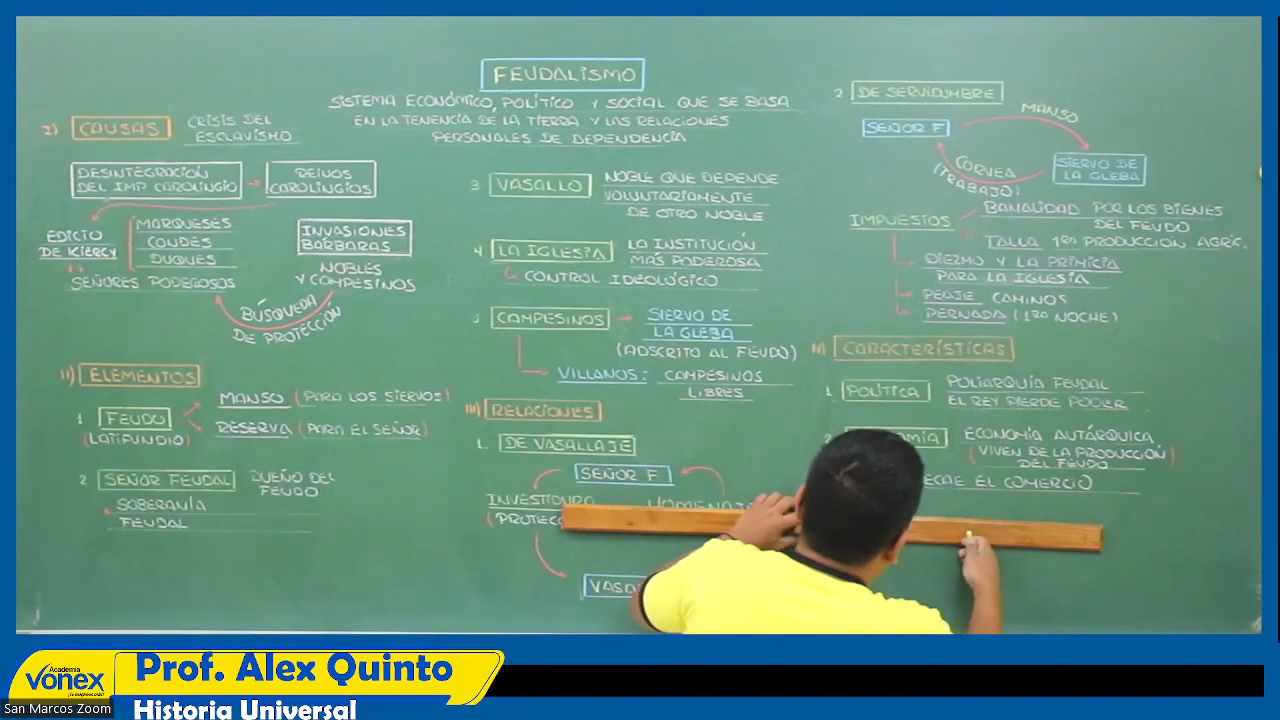 FEUDALISMO
SISTEMA ECONÓMICO, POLÍTICO Y SOCIAL QUE SE BASA
EN LA TENENCIA DE LA TIERRA Y LAS RELACIONES
PERSONALES DE DEPENDENCIA
I) CAUSAS
CRISIS DEL
ESCLAVISMO
DESINTEGRACIÓN
DEL IMP CAROLINGIO
REINOS
CAROLINGIOS
EDICTO
DE KIERCY
MARQUESES
CONDES
DUQUES
SEÑORES PODEROSOS
INVASIONES
BÁRBARAS
NOBLES
Y CAMPESINOS
BÚSQUEDA
DE PROTECCIÓN
II) ELEMENTOS
1 FEUDO
(LATIFUNDIO)
MANSO (PARA LOS SIERVOS)
RESERVA (PARA EL SEÑOR)
2 SEÑOR FEUDAL
DUEÑO DEL
FEUDO
SOBERANÍA
FEUDAL
3 VASALLO
NOBLE QUE DEPENDE
VOLUNTARIAMENTE
DE OTRO NOBLE
4 LA IGLESIA
LA INSTITUCIÓN
MÁS PODEROSA
CONTROL IDEOLÓGICO
5 CAMPESINOS
SIERVO DE
LA GLEBA
(ADSCRITO AL FEUDO)
VILLANOS: CAMPESINOS
LIBRES
III) RELACIONES
1. DE VASALLAJE
SEÑOR F
INVESTIDURA
2 DE SERVIDUMBRE
SEÑOR F
MANSO
SIERVO DE
LA GLEBA
CORVEA
(TRABAJO)
IMPUESTOS
BANALIDAD POR LOS BIENES
DEL FEUDO
TALLA 1RA PRODUCCIÓN AGRIC.
DIEZMO Y LA PRIMICIA
PARA LA IGLESIA
PEAJE CAMINOS
PERNADA (1RA NOCHE)
IV) CARACTERÍSTICAS
1 POLÍTICA
POLIARQUÍA FEUDAL
EL REY PIERDE PODER
ECONOMÍA AUTÁRQUICA
(VIVEN DE LA PRODUCCIÓN
DEL FEUDO)
EL COMERCIO
Academia
vonex
Prof. Alex Quinto
Historia Universal
San Marcos Zoom